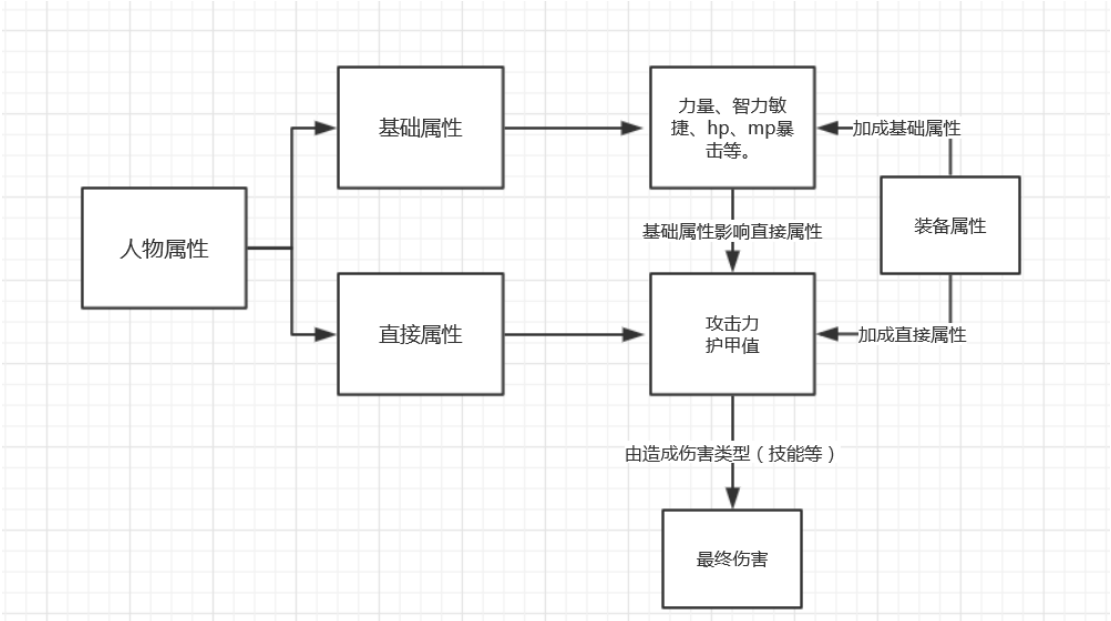 基础属性
力量、智力敏
捷、hp、mp暴
击等。
加成基础属性
人物属性
装备属性
基础属性影响直接属性
直接属性
攻击力
护甲值
加成直接属性
由造成伤害类型（技能等）
最终伤害